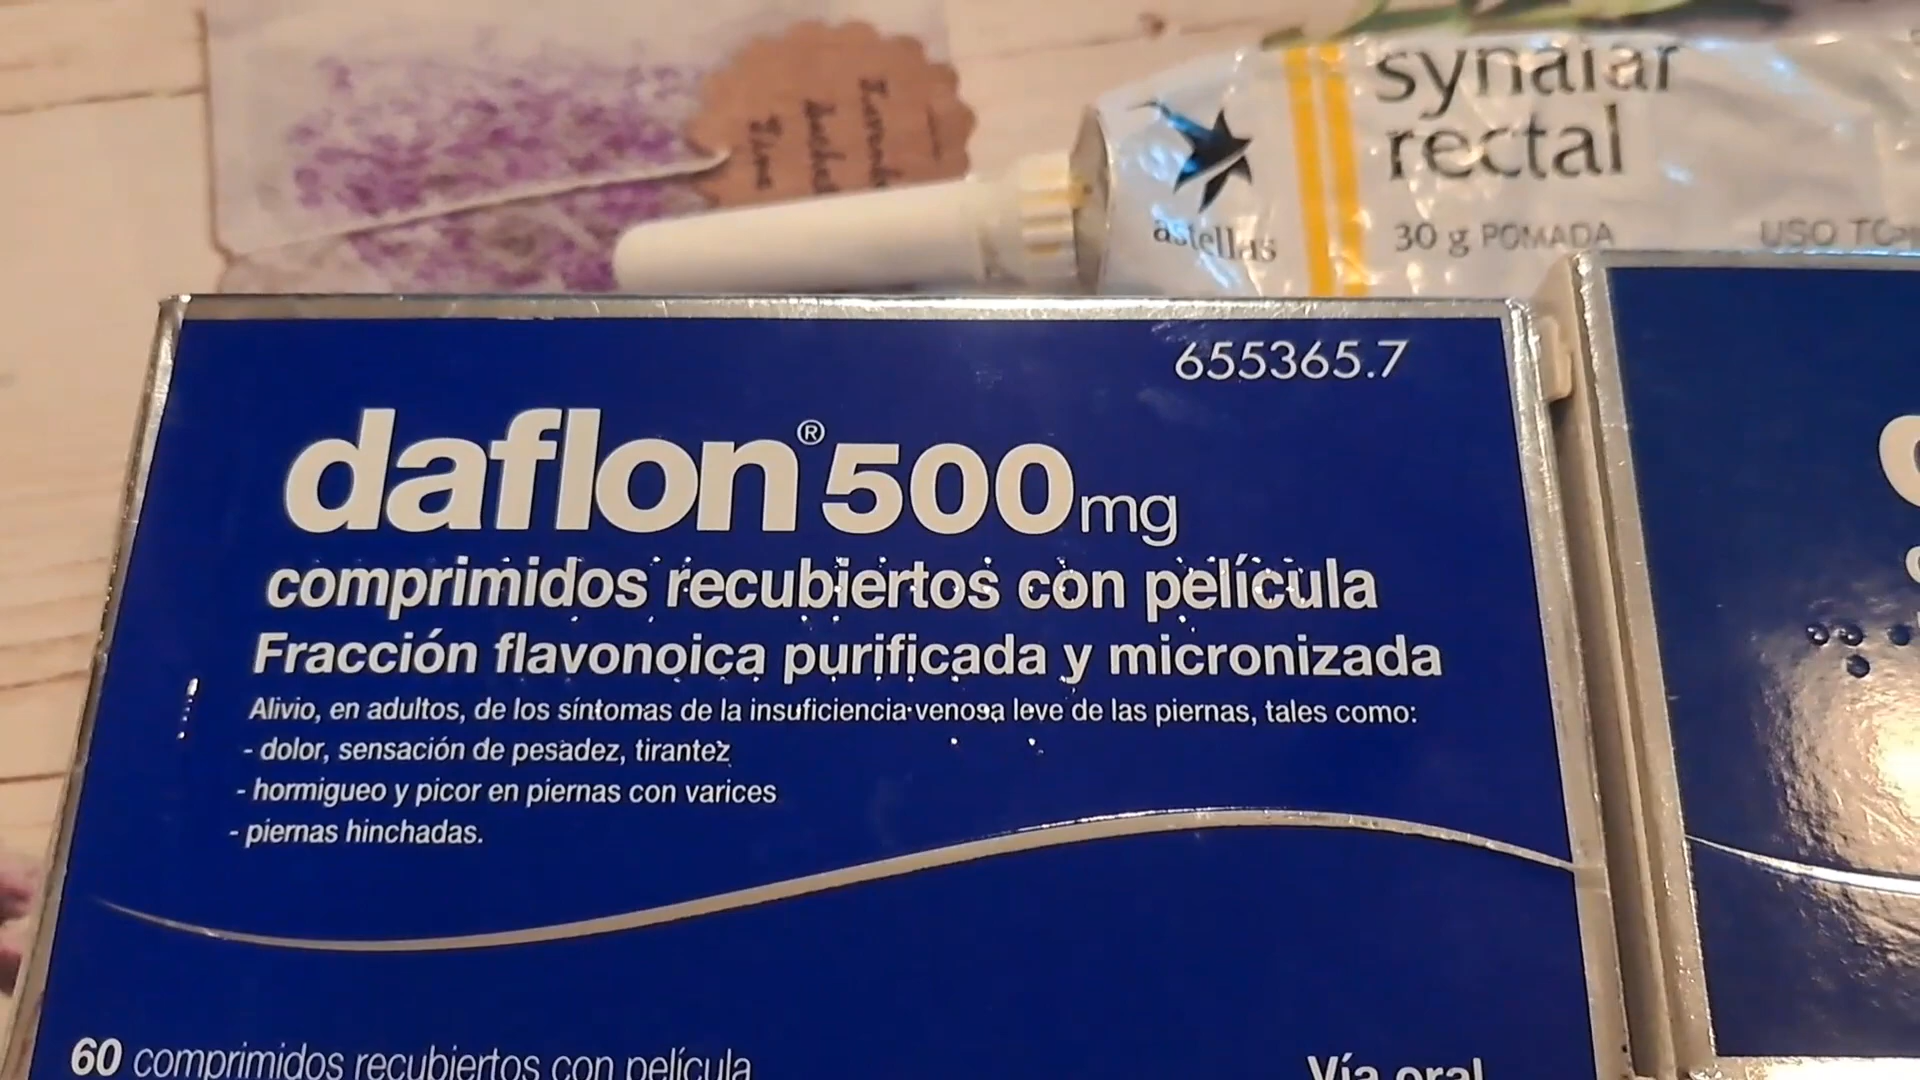 synalar
rectal
astellas
30 g POMADA
USO
655365.7
daflon® 500 mg
comprimidos recubiertos con película
Fracción flavonoica purificada y micronizada
Alivio, en adultos, de los síntomas de la insuficiencia venosa leve de las piernas, tales como:
- dolor, sensación de pesadez, tirantez
- hormigueo y picor en piernas con varices
- piernas hinchadas.
60 comprimidos recubiertos con película
Vía oral